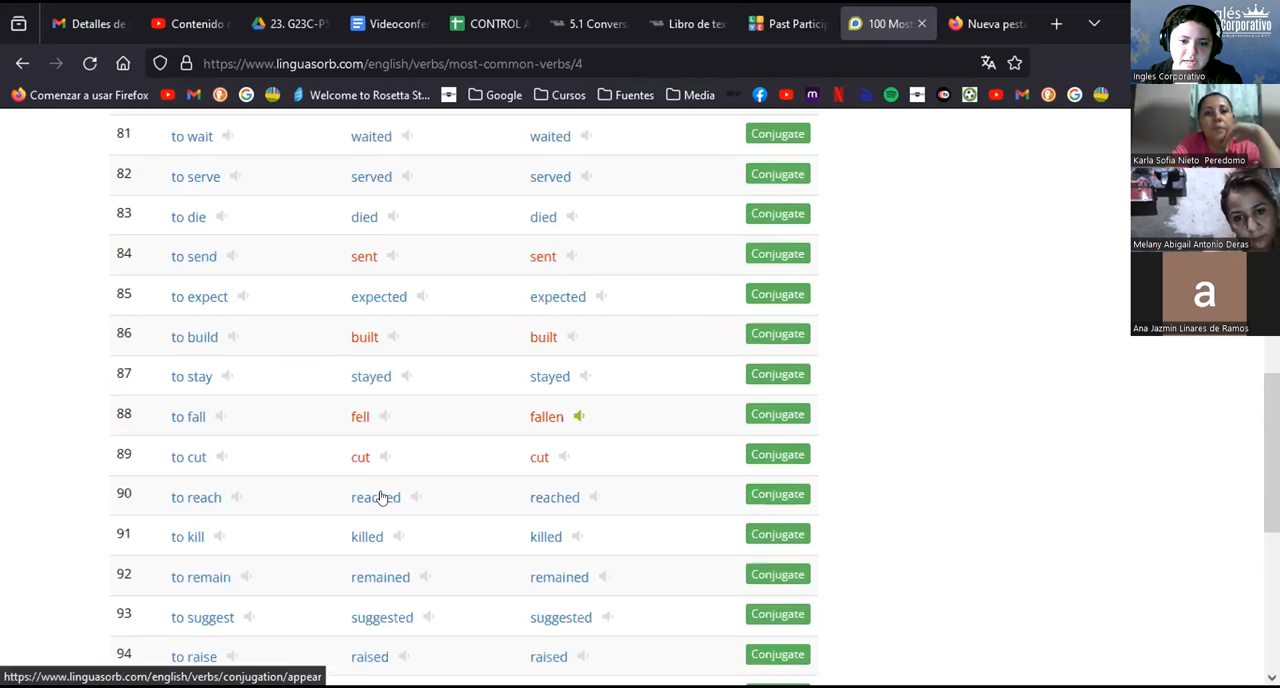 Detalles de
Contenido
23. G23C-P5
Videoconfe
CONTROL
5.1 Convers
Libro de te
Past Partici
100 Mos
Nueva pest
https://www.linguasorb.com/english/verbs/most-common-verbs/4
Comenzar a usar Firefox
Welcome to Rosetta St...
Google
Cursos
Fuentes
Media
81 to wait waited waited Conjugate
82 to serve served served Conjugate
83 to die died died Conjugate
84 to send sent sent Conjugate
85 to expect expected expected Conjugate
86 to build built built Conjugate
87 to stay stayed stayed Conjugate
88 to fall fell fallen Conjugate
89 to cut cut cut Conjugate
90 to reach reached reached Conjugate
91 to kill killed killed Conjugate
92 to remain remained remained Conjugate
93 to suggest suggested suggested Conjugate
94 to raise raised raised Conjugate
https://www.linguasorb.com/english/verbs/conjugation/appear
glés
Corporativo
Ingles Corporativo
Karla Sofia Nieto Peredomo
Melany Abigail Antonio Deras
a
Ana Jazmin Linares de Ramos